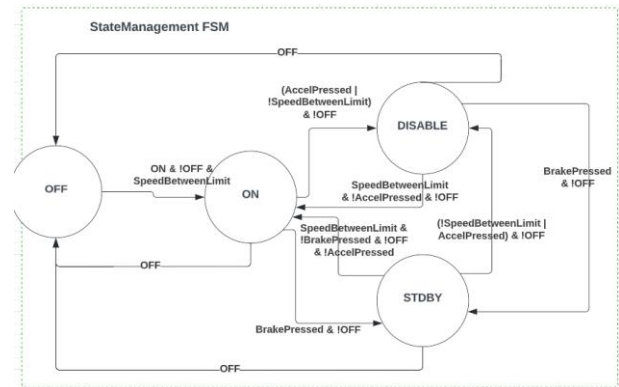 StateManagement FSM
OFF
(AccelPressed |
!SpeedBetweenLimit)
& !OFF
DISABLE
ON & !OFF &
SpeedBetweenLimit
OFF
ON
SpeedBetweenLimit
& !AccelPressed & !OFF
BrakePressed
& !OFF
SpeedBetweenLimit &
!BrakePressed & !OFF
& !AccelPressed
(!SpeedBetweenLimit |
AccelPressed) & !OFF
OFF
STDBY
BrakePressed & !OFF
OFF